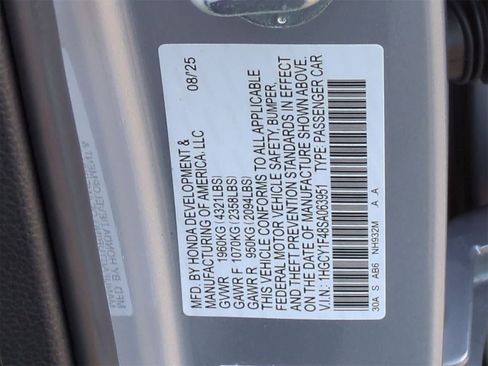 MFD. BY HONDA DEVELOPMENT & 08/25
MANUFACTURING OF AMERICA, LLC
GVWR 1960KG (4321LBS)
GAWR F 1070KG (2358LBS)
GAWR R 950KG (2094LBS)
THIS VEHICLE CONFORMS TO ALL APPLICABLE
FEDERAL MOTOR VEHICLE SAFETY, BUMPER,
AND THEFT PREVENTION STANDARDS IN EFFECT
ON THE DATE OF MANUFACTURE SHOWN ABOVE.
V.I.N.: 1HGCY1F48SA063951 TYPE: PASSENGER CAR
30A S AB6 NH932M A A